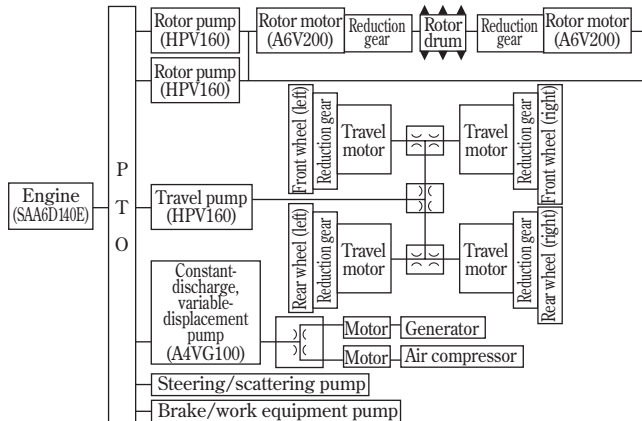 Rotor pump
(HPV160)
Rotor motor
(A6V200)
Reduction
gear
Rotor
drum
Reduction
gear
Rotor motor
(A6V200)
Rotor pump
(HPV160)
Front wheel (left)
Reduction gear
Travel
motor
Travel
motor
Reduction gear
Front wheel (right)
P
T
O
Engine
(SAA6D140E)
Travel pump
(HPV160)
Rear wheel (left)
Reduction gear
Travel
motor
Travel
motor
Reduction gear
Rear wheel (right)
Constant-
discharge,
variable-
displacement
pump
(A4VG100)
Motor
Generator
Motor
Air compressor
Steering/scattering pump
Brake/work equipment pump